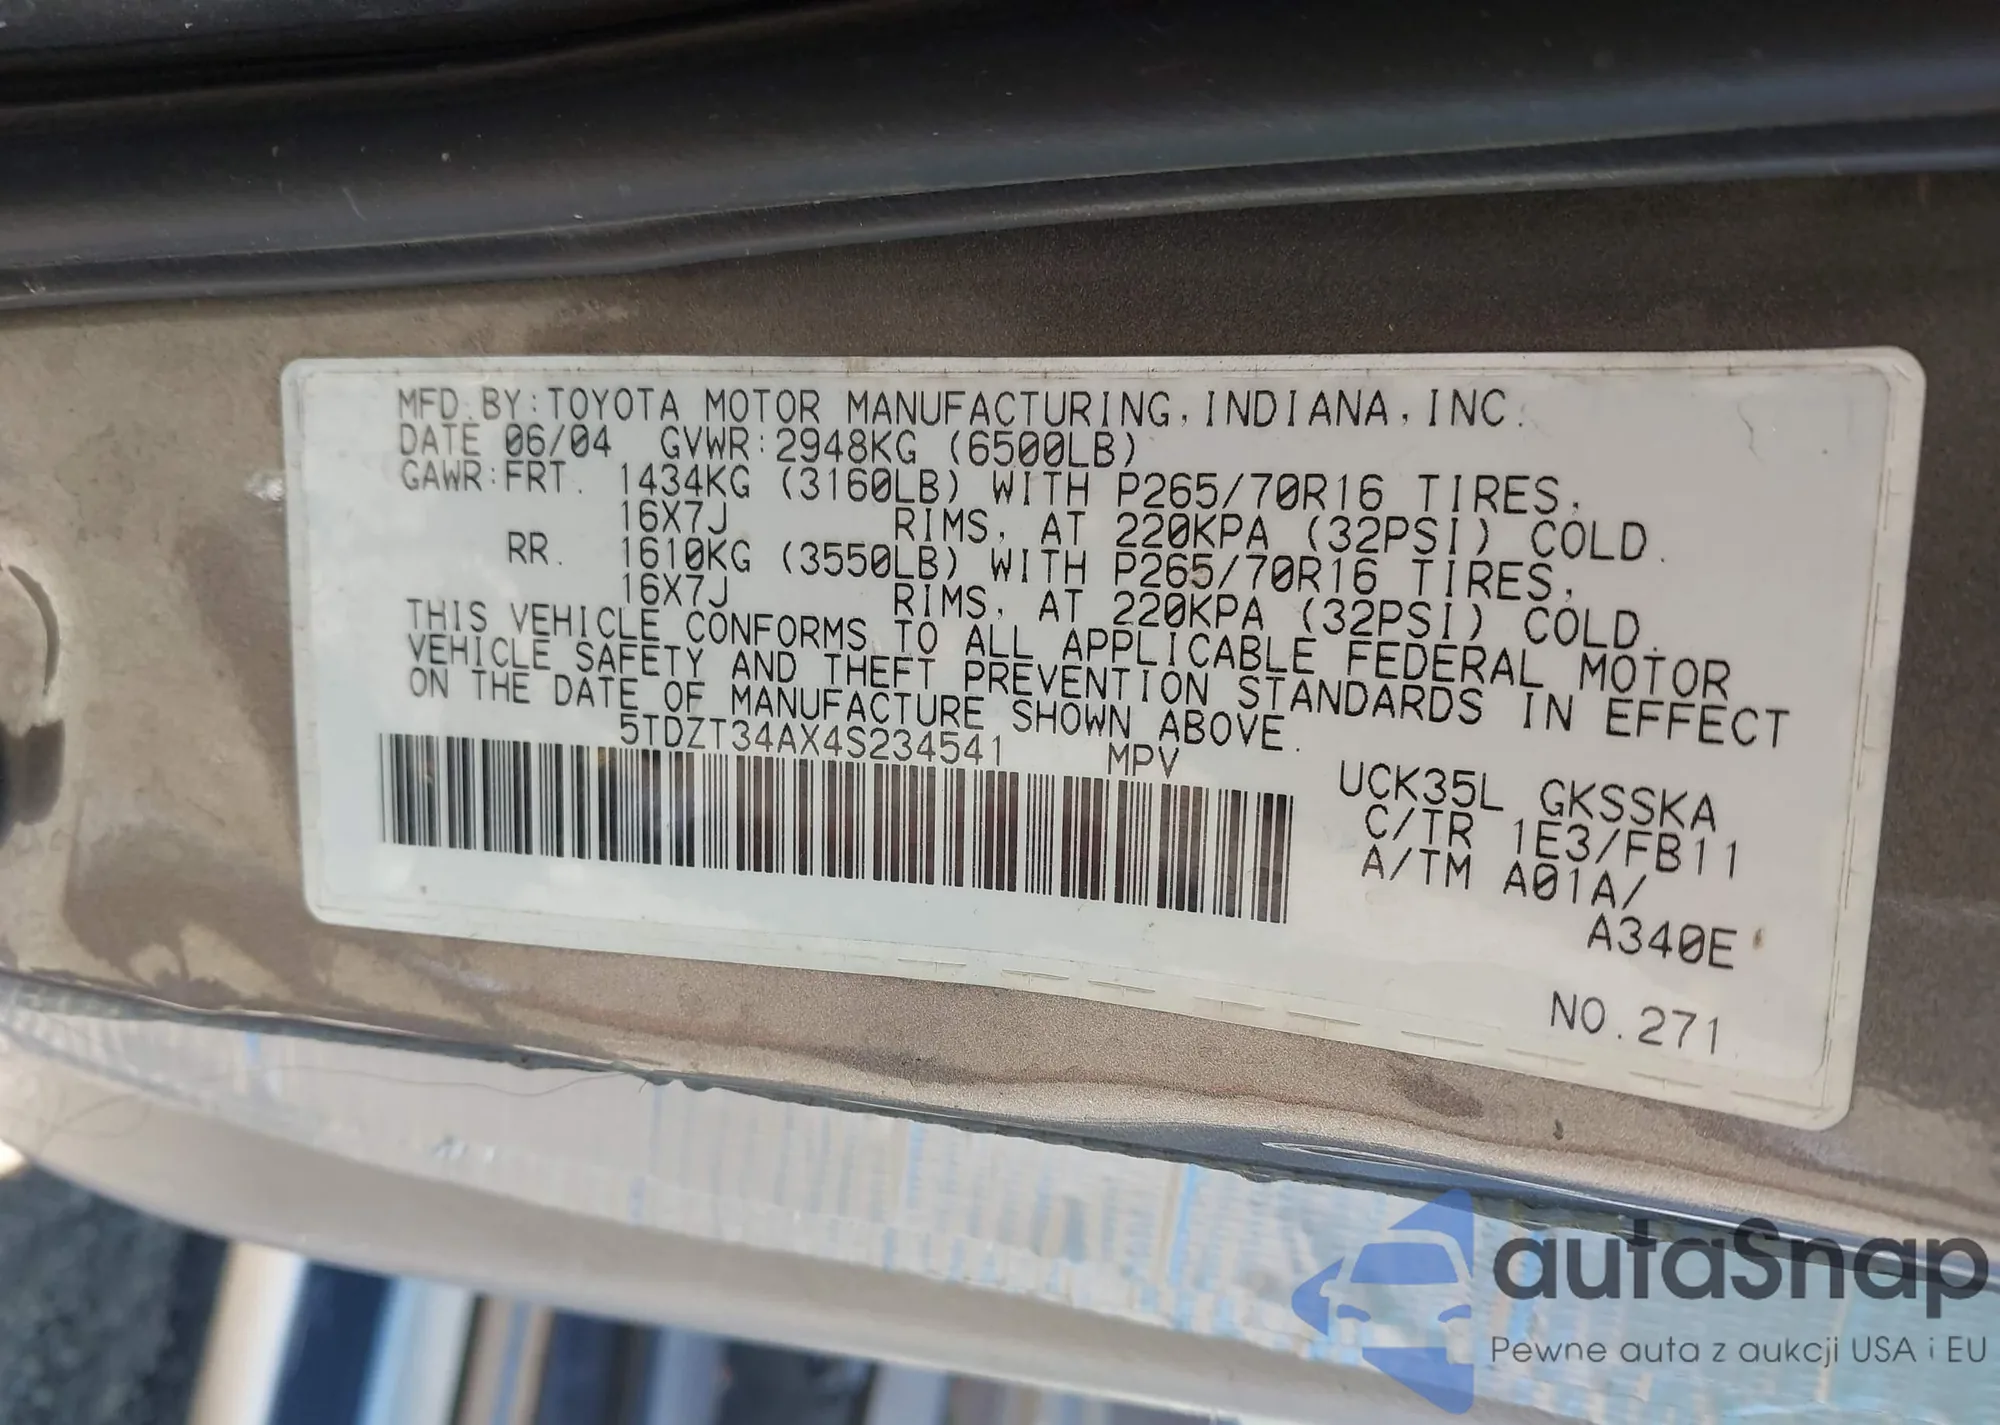 MFD.BY:TOYOTA MOTOR MANUFACTURING,INDIANA,INC.
DATE 06/04 GVWR:2948KG (6500LB)
GAWR:FRT. 1434KG (3160LB) WITH P265/70R16 TIRES,
16X7J RIMS, AT 220KPA (32PSI) COLD.
RR. 1610KG (3550LB) WITH P265/70R16 TIRES,
16X7J RIMS, AT 220KPA (32PSI) COLD.
THIS VEHICLE CONFORMS TO ALL APPLICABLE FEDERAL MOTOR
VEHICLE SAFETY AND THEFT PREVENTION STANDARDS IN EFFECT
ON THE DATE OF MANUFACTURE SHOWN ABOVE.
5TDZT34AX4S234541 MPV
UCK35L GKSSKA
C/TR 1E3/FB11
A/TM A01A/
A340E
NO.271
autaSnap
Pewne auta z aukcji USA i EU